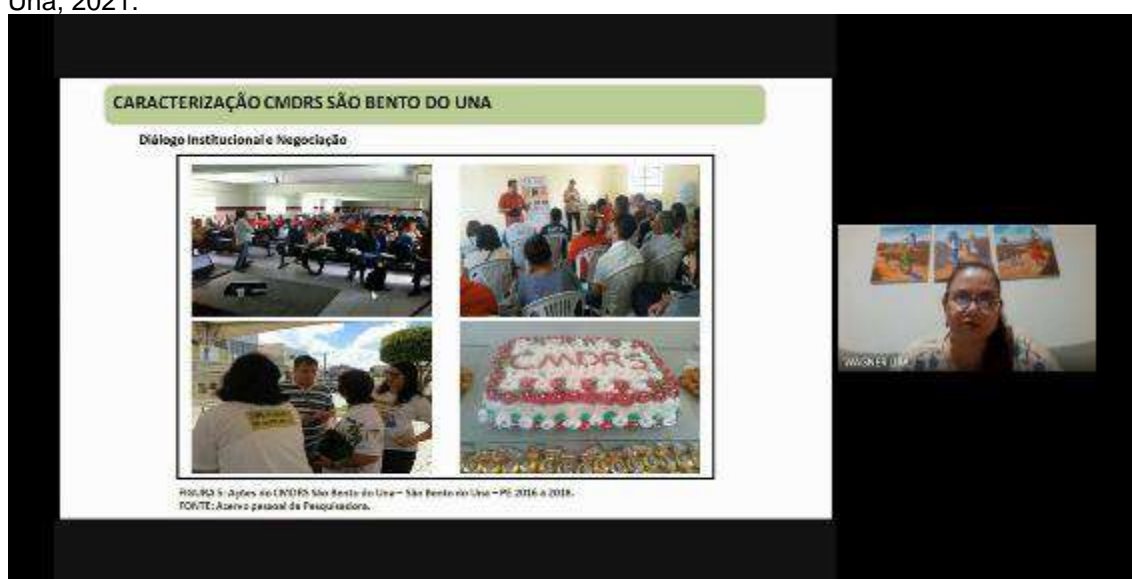 Una, 2021.
CARACTERIZAÇÃO CMDRS SÃO BENTO DO UNA
Diálogo Institucional e Negociação
CMDRS
FIGURA 5: Ações do CMDRS São Bento do Una – São Bento do Una – PE 2016 a 2018.
FONTE: Acervo pessoal da Pesquisadora.
WAGNER